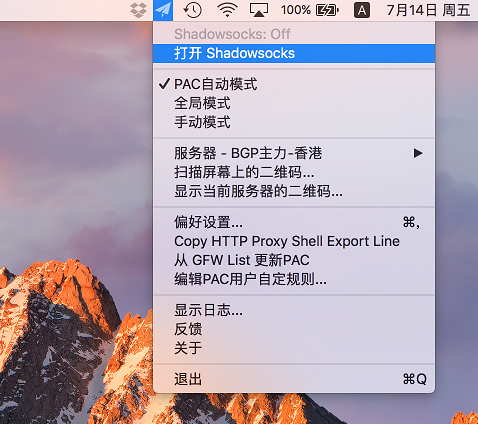 100% A 7月14日 周五
Shadowsocks: Off
打开 Shadowsocks
PAC自动模式
全局模式
手动模式
服务器 - BGP主力-香港
扫描屏幕上的二维码...
显示当前服务器的二维码...
偏好设置... ⌘,
Copy HTTP Proxy Shell Export Line
从 GFW List 更新PAC
编辑PAC用户自定规则...
显示日志...
反馈
关于
退出 ⌘Q